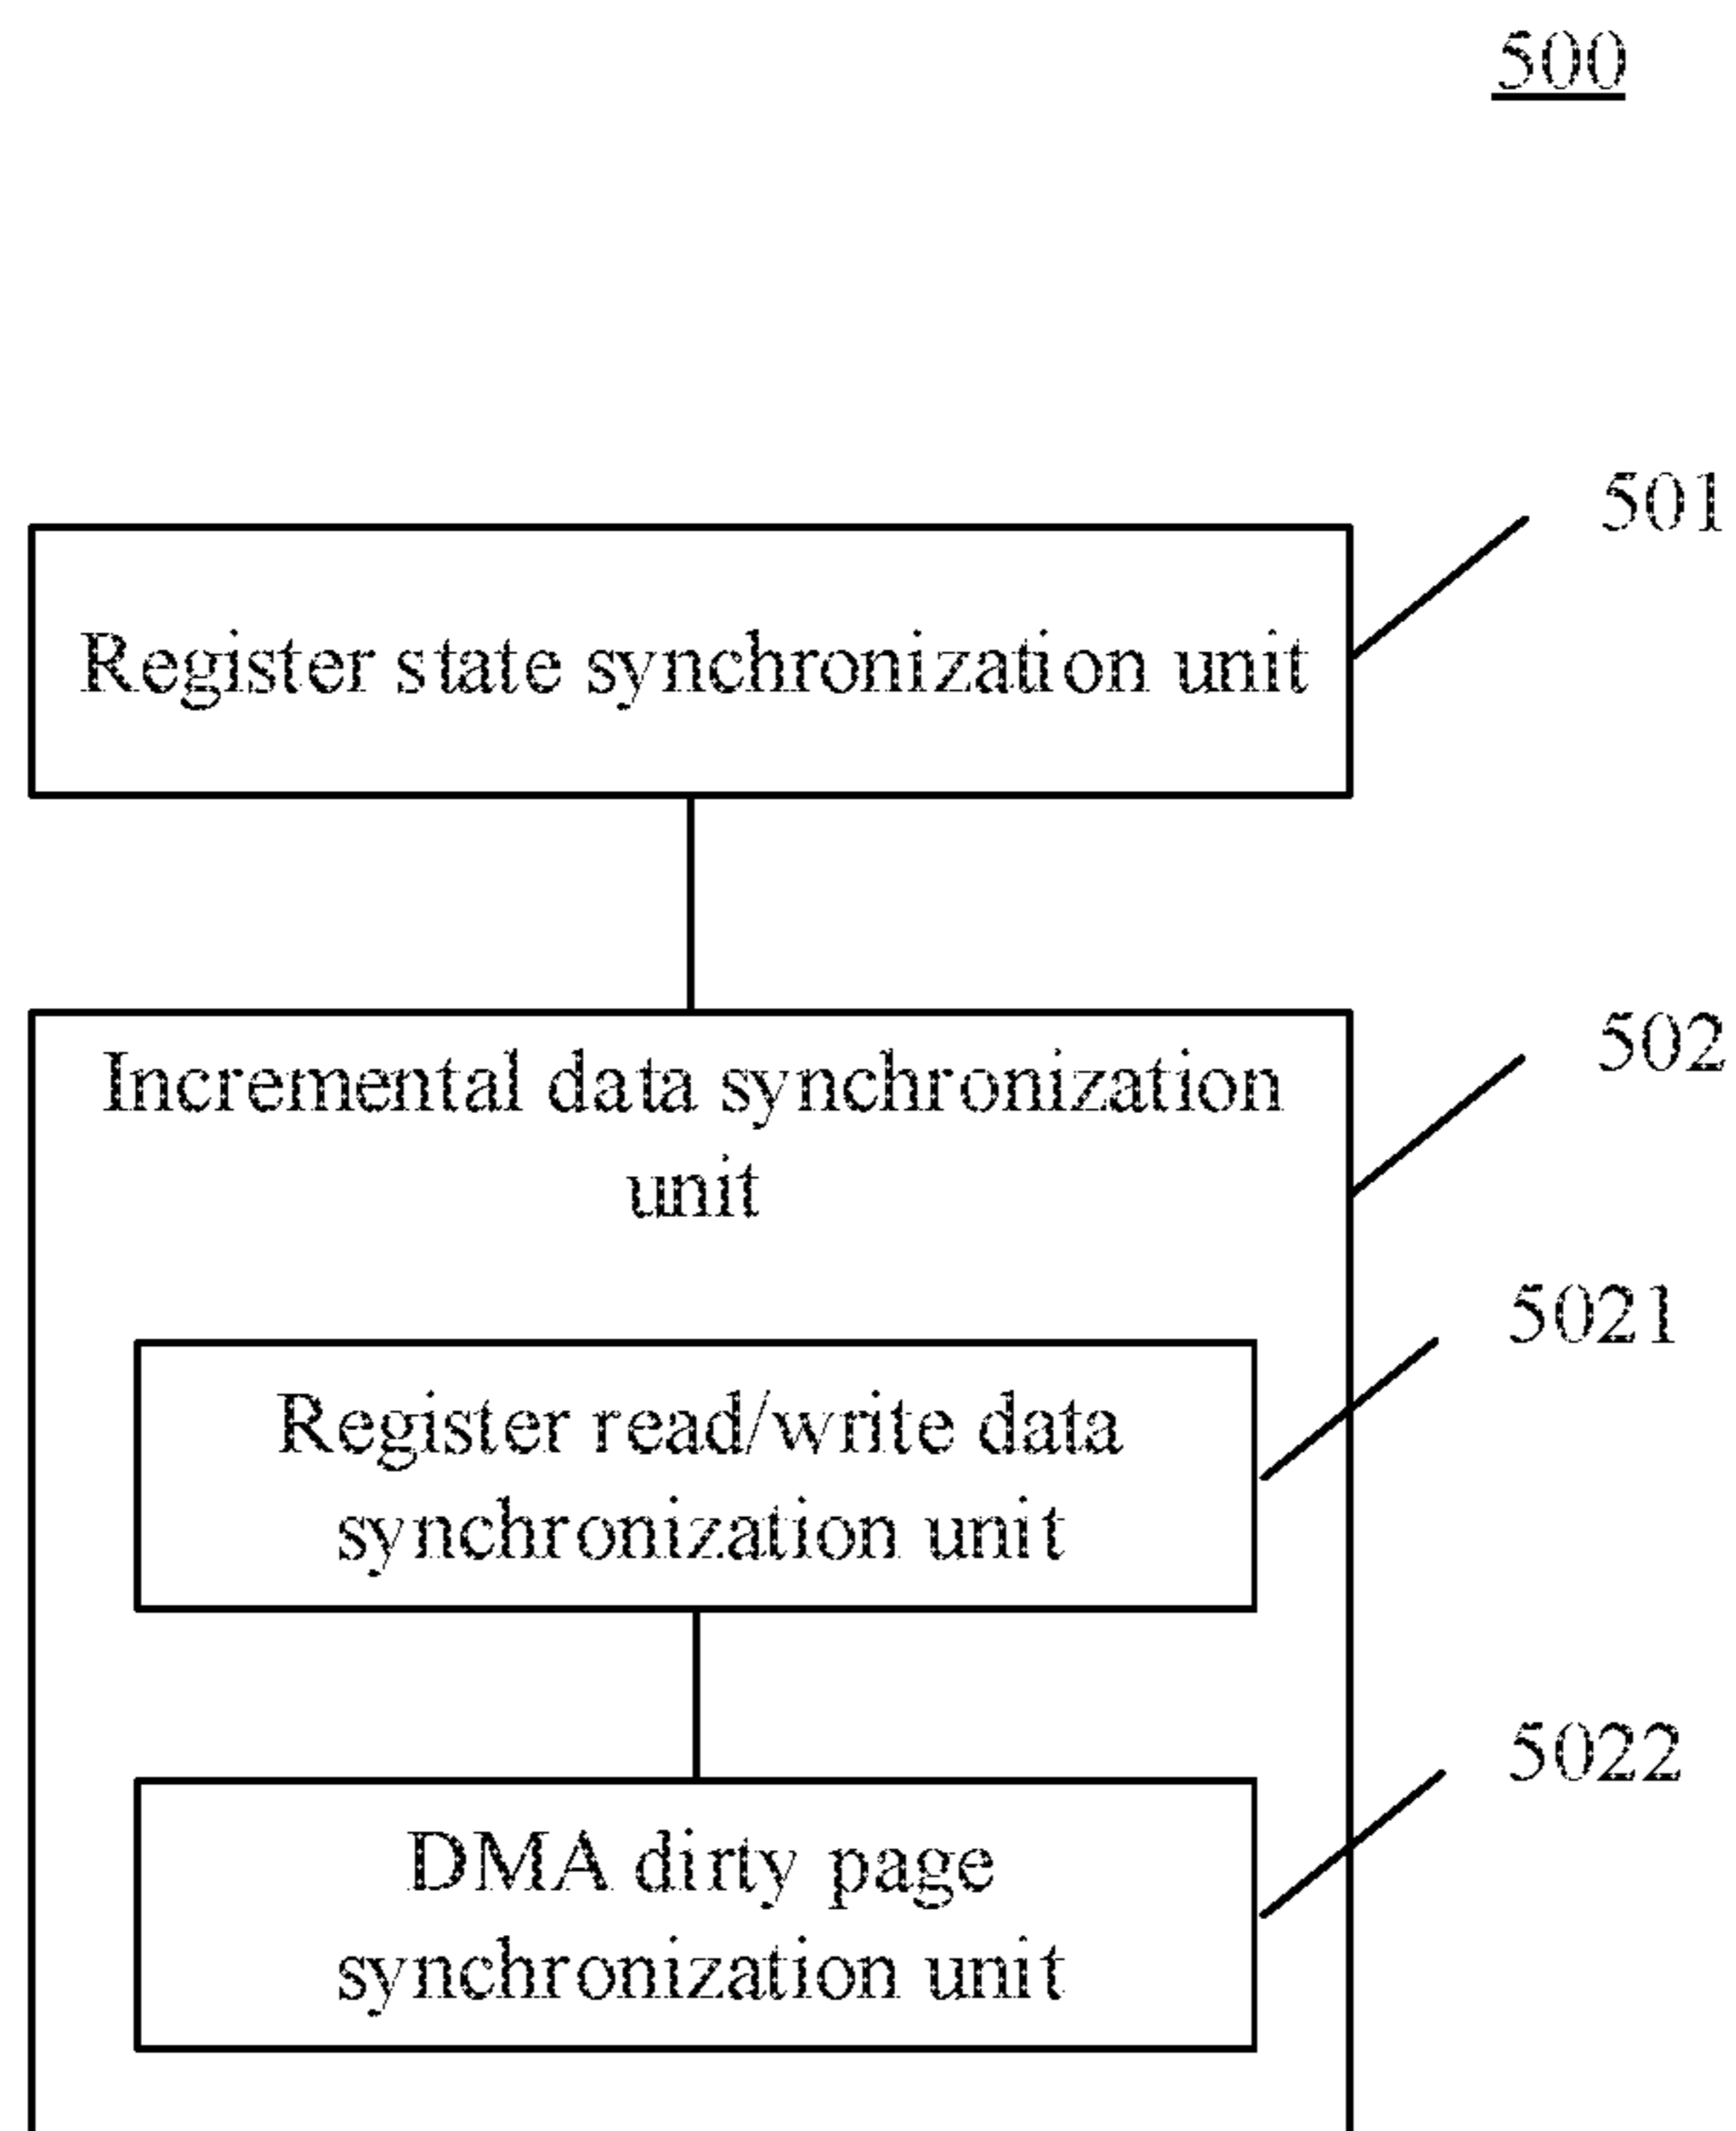 500
501
Register state synchronization unit
502
Incremental data synchronization
unit
5021
Register read/write data
synchronization unit
5022
DMA dirty page
synchronization unit